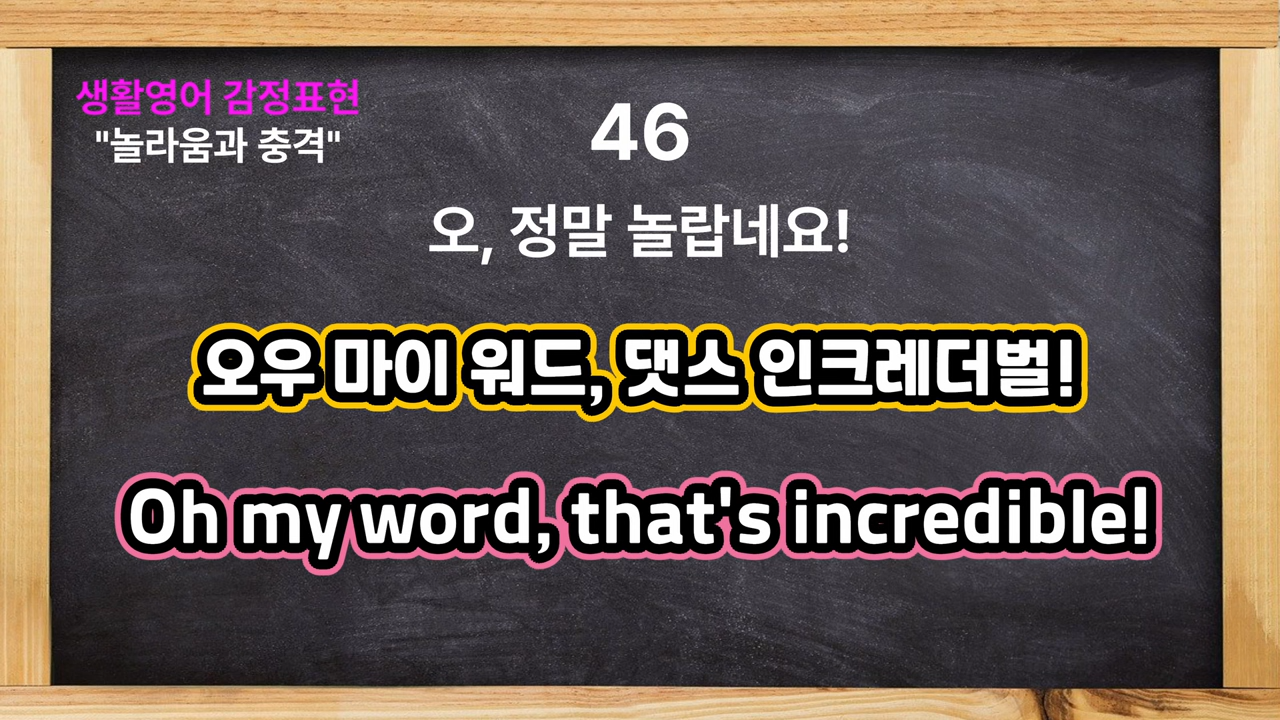 생활영어 감정표현
"놀라움과 충격"
46
오, 정말 놀랍네요!
오우 마이 워드, 댓스 인크레더벌!
Oh my word, that's incredible!